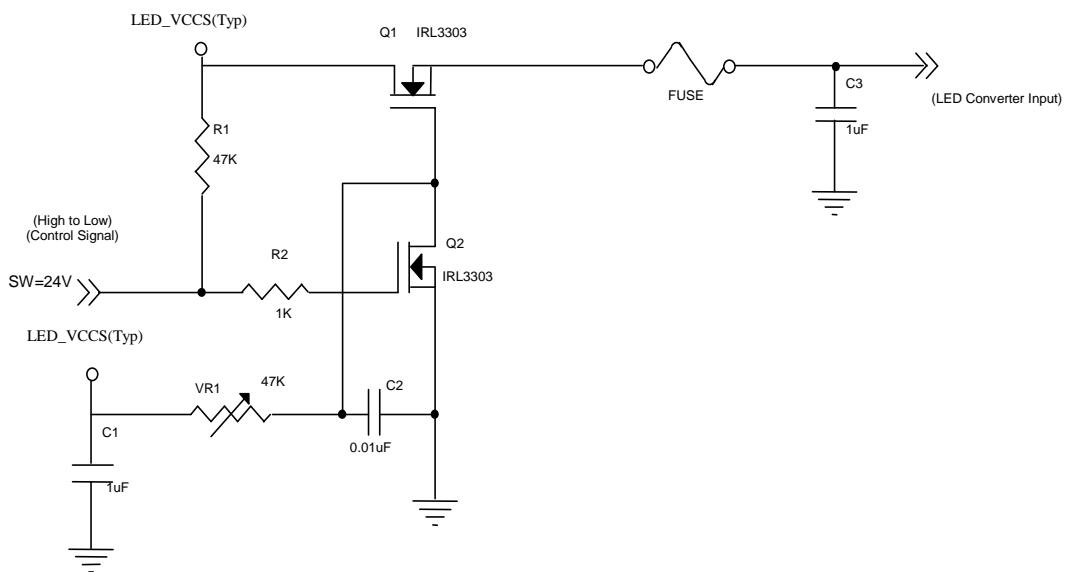 LED_VCCS(Typ)
Q1 IRL3303
FUSE
C3
1uF
(LED Converter Input)
R1
47K
(High to Low)
(Control Signal)
SW=24V
R2
1K
Q2
IRL3303
LED_VCCS(Typ)
VR1 47K
C2
0.01uF
C1
1uF